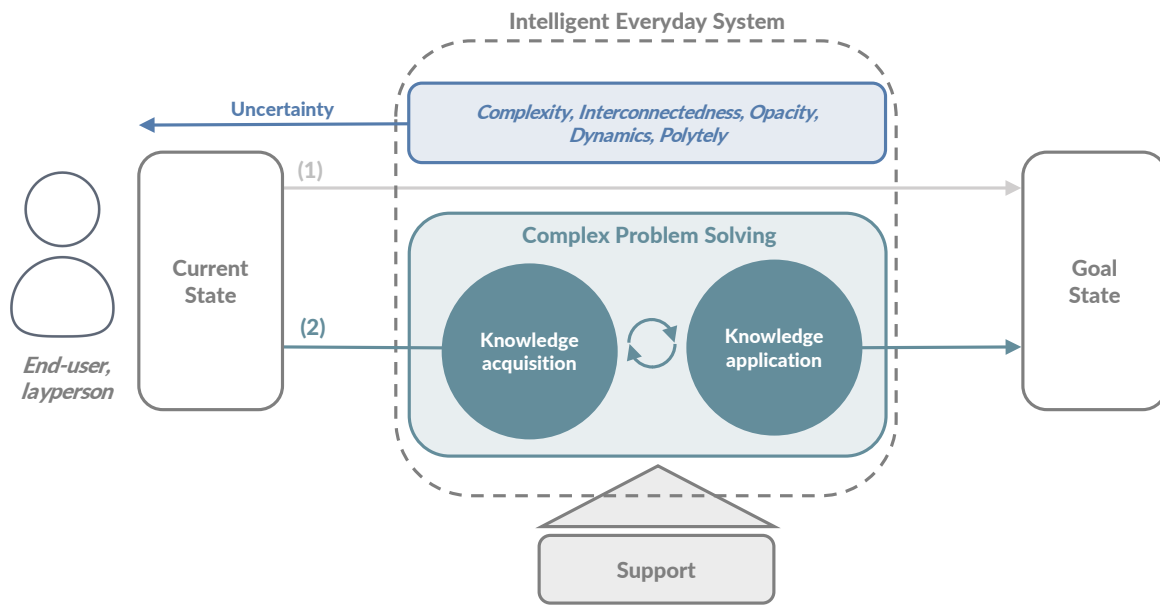 Intelligent Everyday System
Uncertainty
Complexity, Interconnectedness, Opacity,
Dynamics, Polytely
(1)
Complex Problem Solving
Current
State
Goal
State
(2)
Knowledge
acquisition
Knowledge
application
End-user,
layperson
Support